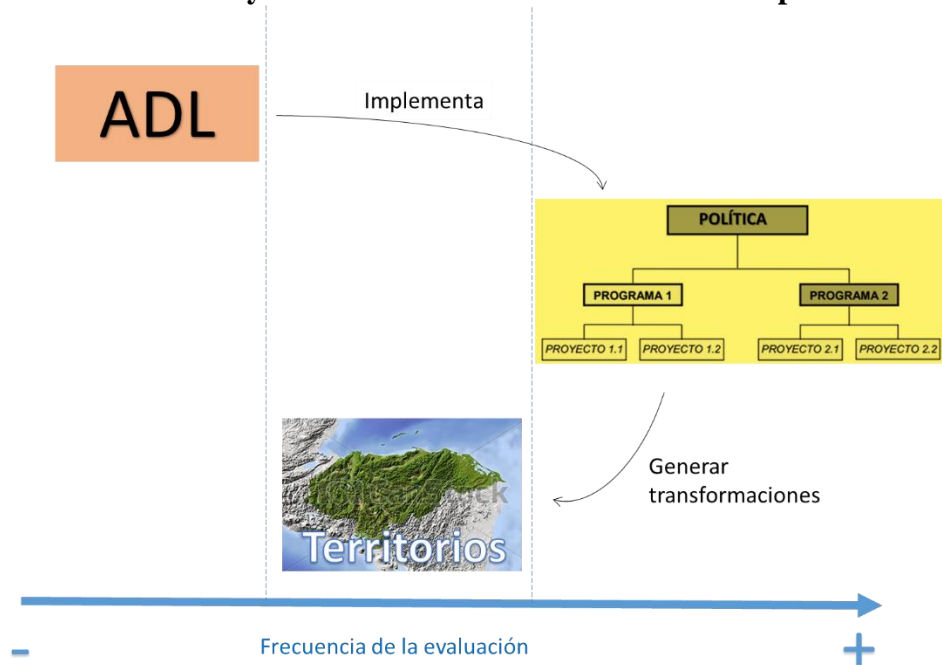 ADL
Implementa
POLÍTICA
PROGRAMA 1
PROGRAMA 2
PROYECTO 1.1
PROYECTO 1.2
PROYECTO 2.1
PROYECTO 2.2
Generar
transformaciones
Territorios
- Frecuencia de la evaluación +